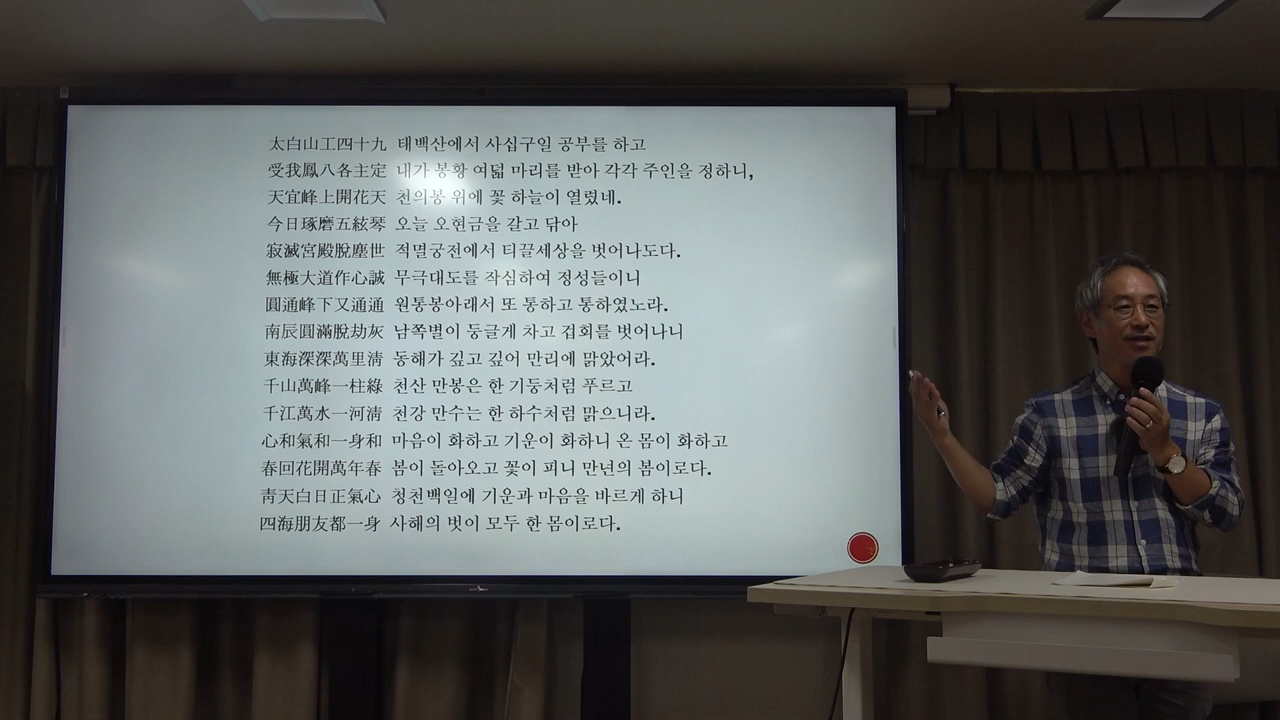 太白山工四十九 태백산에서 사십구일 공부를 하고
受我鳳八各主定 내가 봉황 여덟 마리를 받아 각각 주인을 정하니,
天宜峰上開花天 천의봉 위에 꽃 하늘이 열렸네.
今日琢磨五絃琴 오늘 오현금을 갈고 닦아
寂滅宮殿脫塵世 적멸궁전에서 티끌세상을 벗어나도다.
無極大道作心誠 무극대도를 작심하여 정성들이니
圓通峰下又通通 원통봉아래서 또 통하고 통하였노라.
南辰圓滿脫劫灰 남쪽별이 둥글게 차고 겁회를 벗어나니
東海深深萬里淸 동해가 깊고 깊어 만리에 맑았어라.
千山萬峰一柱綠 천산 만봉은 한 기둥처럼 푸르고
千江萬水一河淸 천강 만수는 한 하수처럼 맑으니라.
心和氣和一身和 마음이 화하고 기운이 화하니 온 몸이 화하고
春回花開萬年春 봄이 돌아오고 꽃이 피니 만년의 봄이로다.
靑天白日正氣心 청천백일에 기운과 마음을 바르게 하니
四海朋友都一身 사해의 벗이 모두 한 몸이로다.